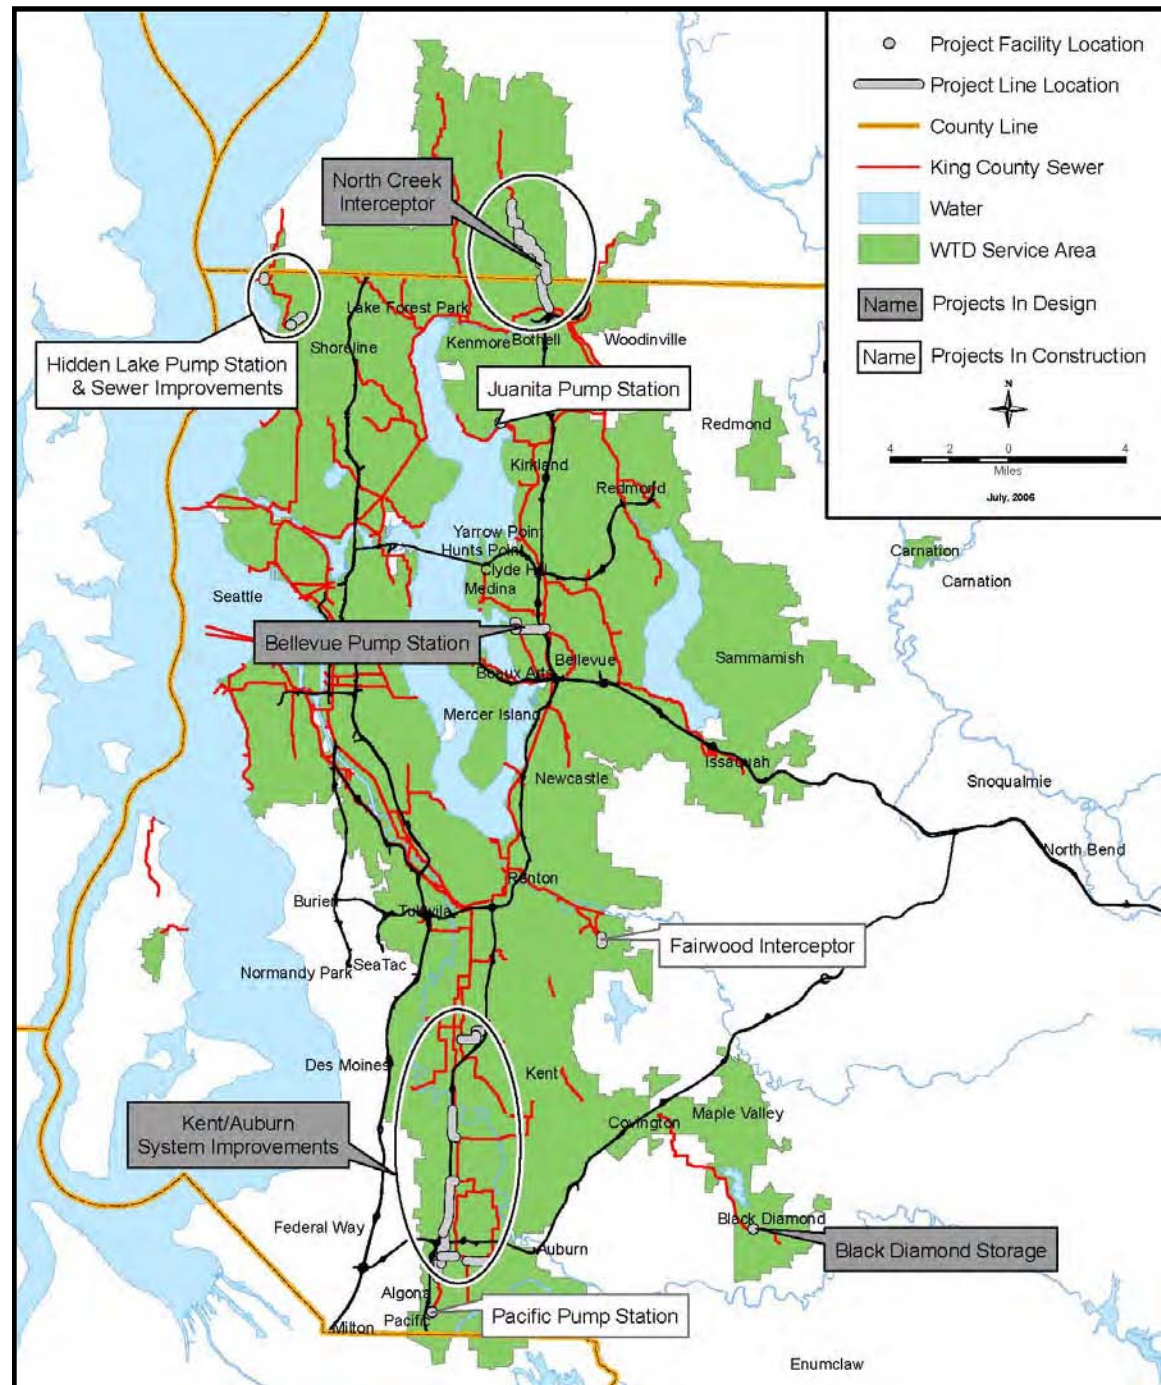 Project Facility Location
Project Line Location
County Line
King County Sewer
Water
WTD Service Area
Name Projects In Design
Name Projects In Construction
N
4 0 4
Miles
July, 2006
North Creek
Interceptor
Lake Forest Park
Shoreline
Kenmore
Bothell
Woodinville
Hidden Lake Pump Station
& Sewer Improvements
Juanita Pump Station
Redmond
Kirkland
Redmond
Yarrow Point
Hunts Point
Clyde Hill
Medina
Carnation
Carnation
Seattle
Bellevue Pump Station
Bellevue
Beaux Arts
Sammamish
Mercer Island
Newcastle
Issaquah
Snoqualmie
North Bend
Renton
Burien
Tukwila
Fairwood Interceptor
SeaTac
Normandy Park
Des Moines
Kent
Kent/Auburn
System Improvements
Covington
Maple Valley
Federal Way
Black Diamond
Auburn
Black Diamond Storage
Algona
Pacific
Pacific Pump Station
Milton
Enumclaw